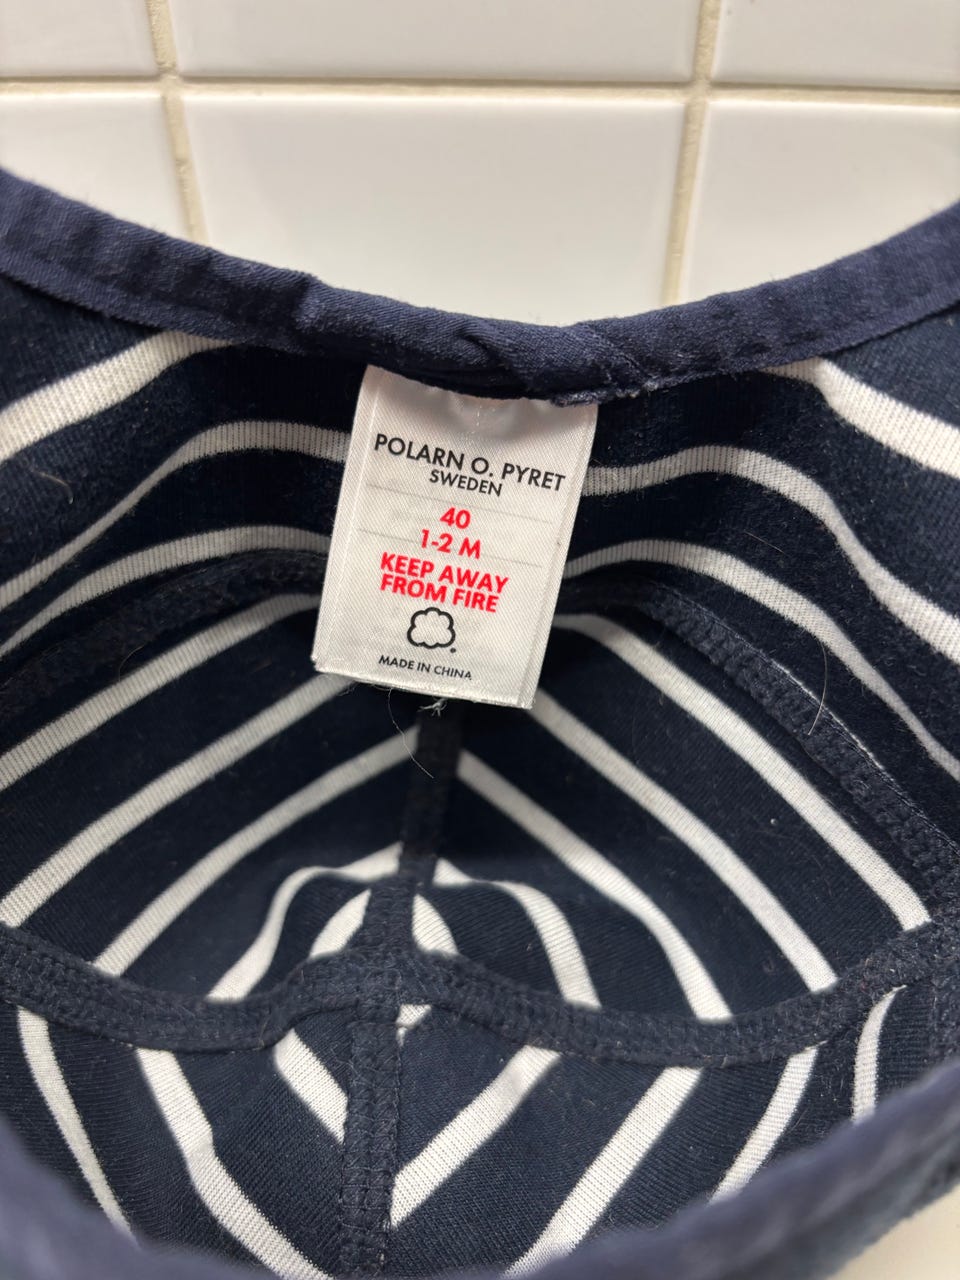 POLARN O. PYRET
SWEDEN
40
1-2 M
KEEP AWAY
FROM FIRE
MADE IN CHINA